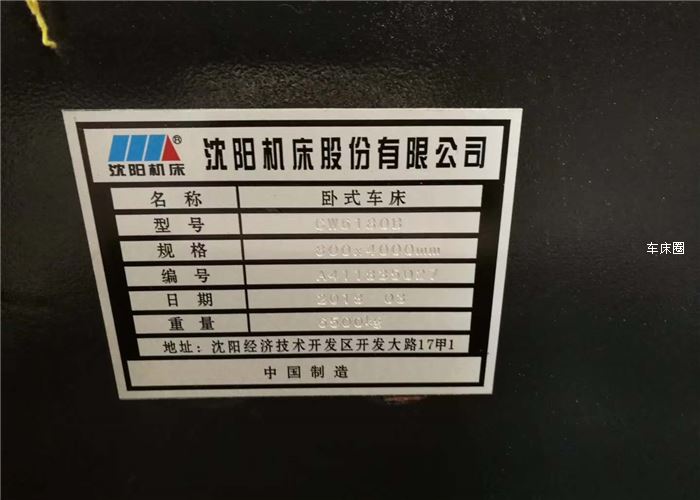 沈阳机床®
沈阳机床股份有限公司
名 称 卧式车床
型 号 CW6180B
规 格 800x4000mm
编 号
日 期
重 量 6500kg
地址：沈阳经济技术开发区开发大路17甲1
中国制造
车床圈